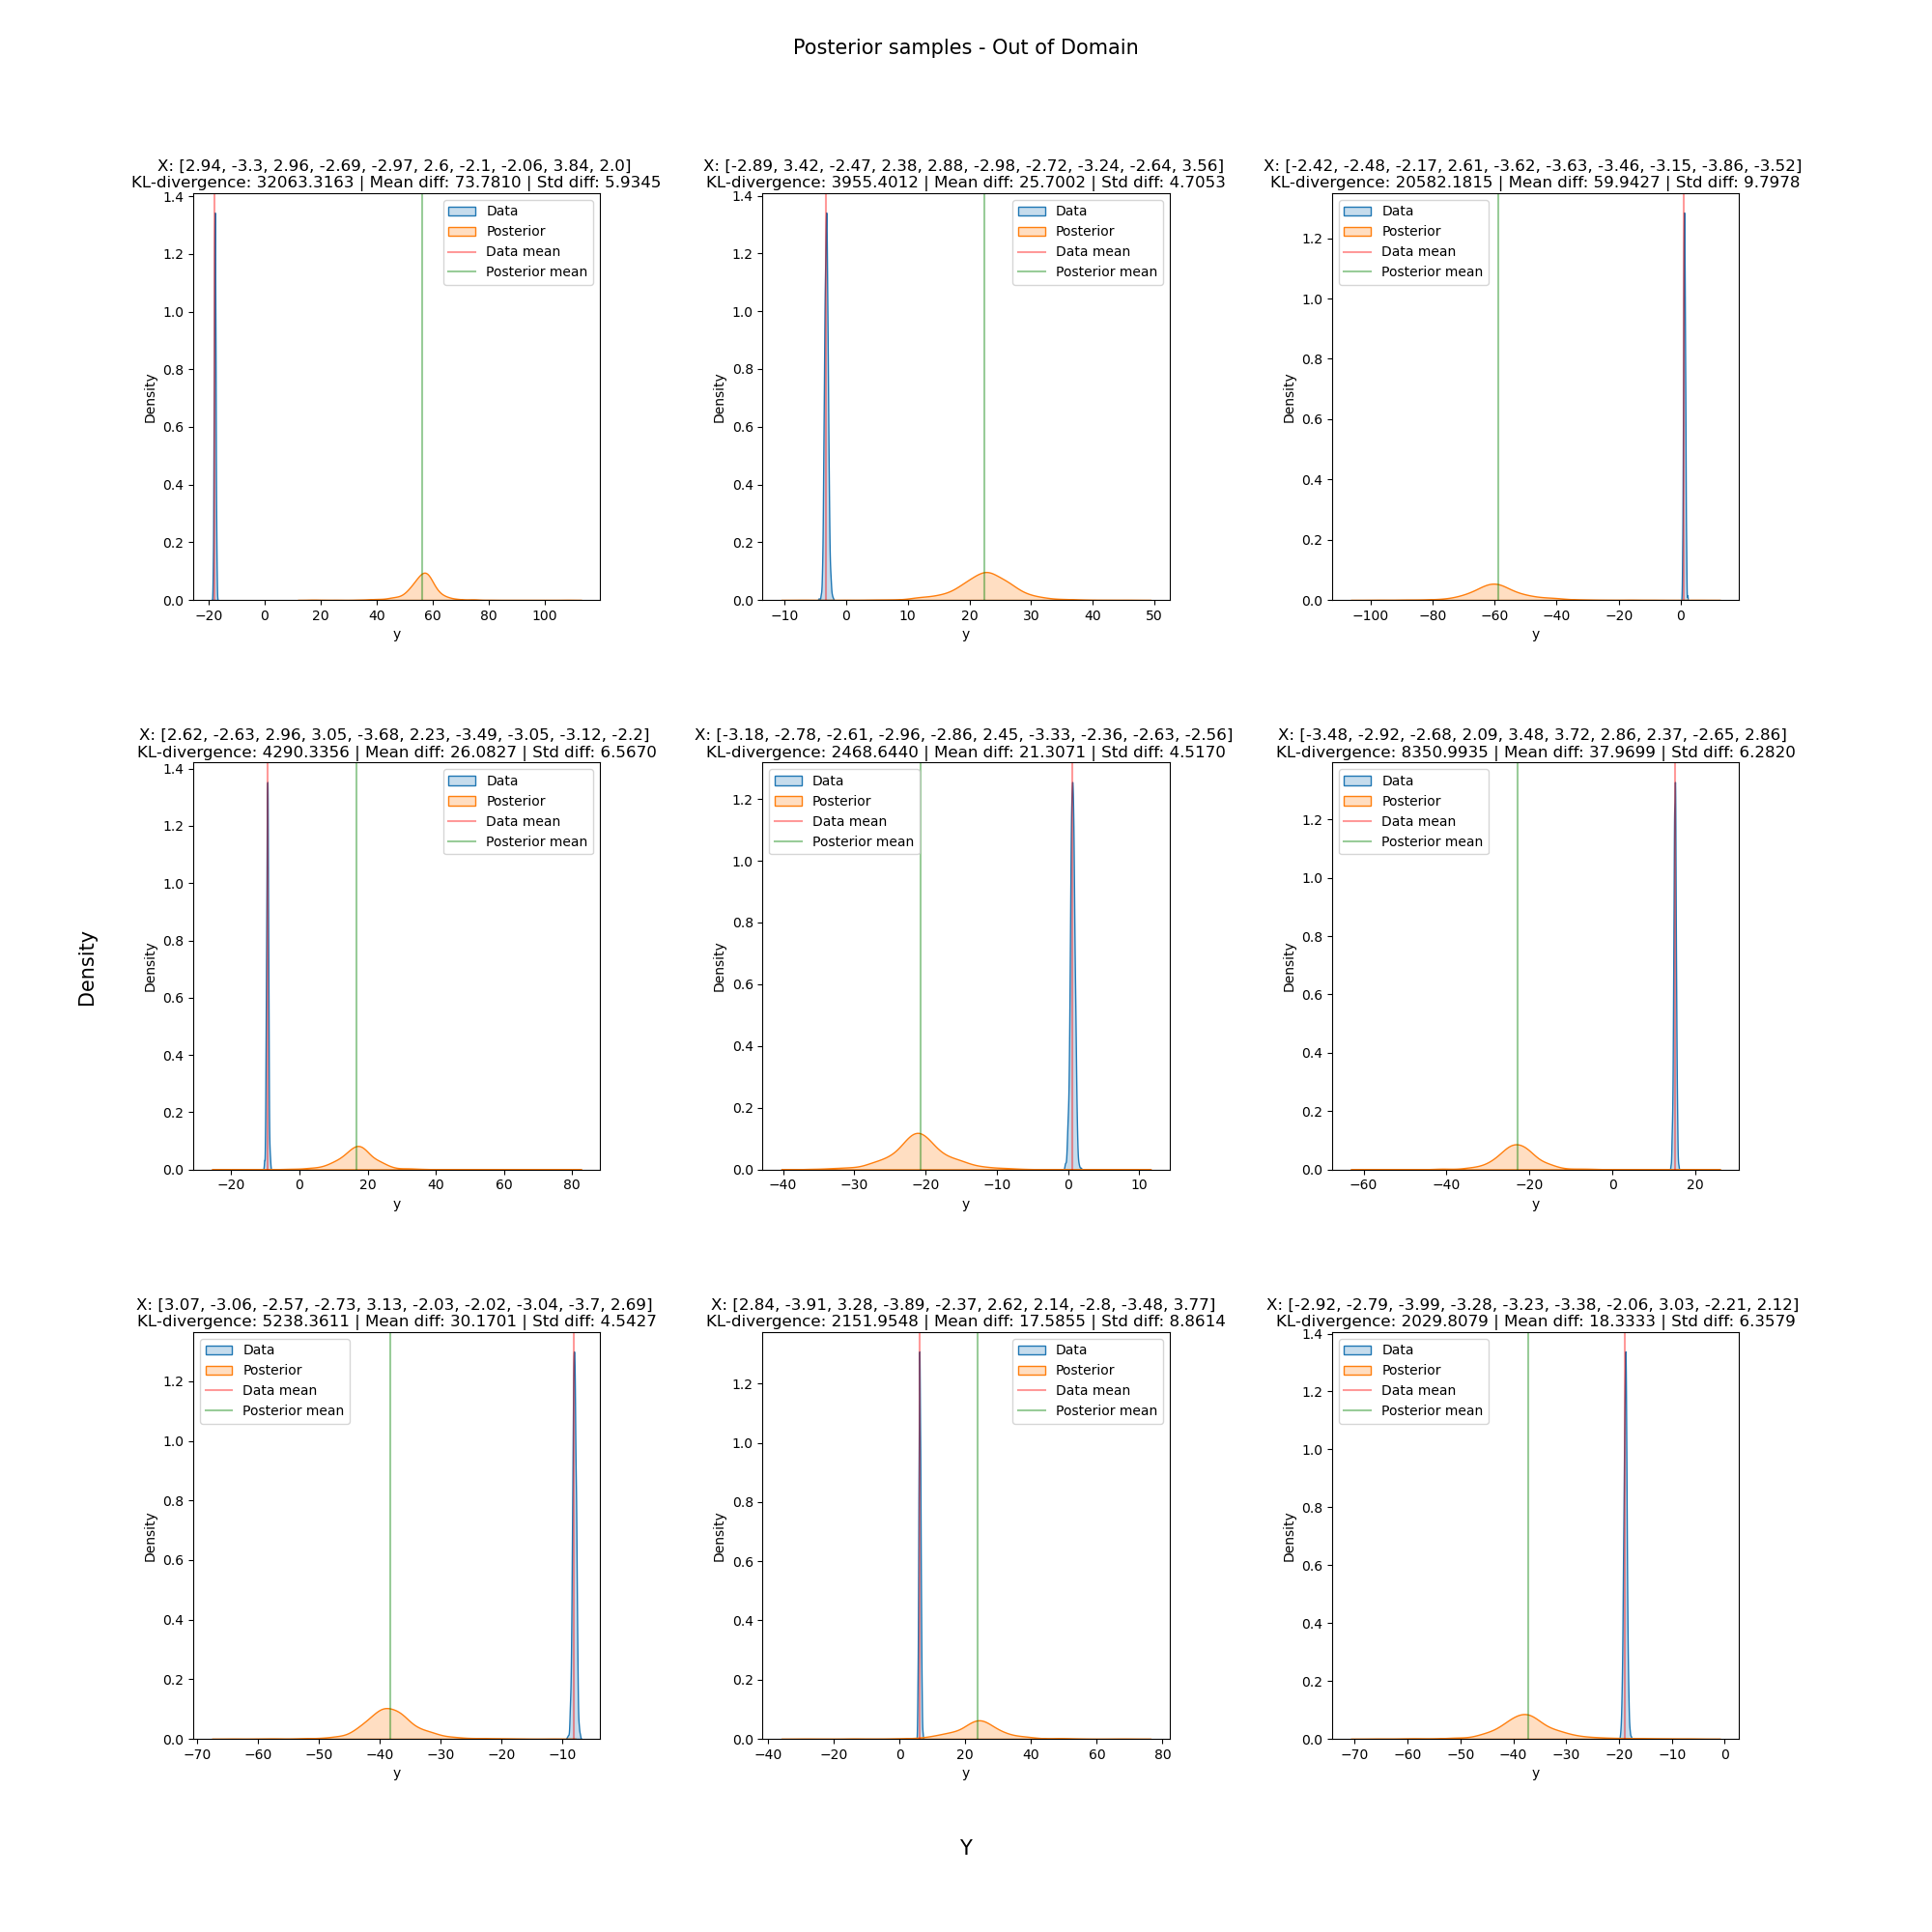 Posterior samples - Out of Domain
X: [2.94, -3.3, 2.96, -2.69, -2.97, 2.6, -2.1, -2.06, 3.84, 2.0]
KL-divergence: 32063.3163 | Mean diff: 73.7810 | Std diff: 5.9345
Data
Posterior
Data mean
Posterior mean
Density
1.4
1.2
1.0
0.8
0.6
0.4
0.2
0.0
−20 0 20 40 60 80 100
y
X: [-2.89, 3.42, -2.47, 2.38, 2.88, -2.98, -2.72, -3.24, -2.64, 3.56]
KL-divergence: 3955.4012 | Mean diff: 25.7002 | Std diff: 4.7053
Data
Posterior
Data mean
Posterior mean
Density
1.4
1.2
1.0
0.8
0.6
0.4
0.2
0.0
−10 0 10 20 30 40 50
y
X: [-2.42, -2.48, -2.17, 2.61, -3.62, -3.63, -3.46, -3.15, -3.86, -3.52]
KL-divergence: 20582.1815 | Mean diff: 59.9427 | Std diff: 9.7978
Data
Posterior
Data mean
Posterior mean
Density
1.2
1.0
0.8
0.6
0.4
0.2
0.0
−100 −80 −60 −40 −20 0
y
X: [2.62, -2.63, 2.96, 3.05, -3.68, 2.23, -3.49, -3.05, -3.12, -2.2]
KL-divergence: 4290.3356 | Mean diff: 26.0827 | Std diff: 6.5670
Data
Posterior
Data mean
Posterior mean
Density
1.4
1.2
1.0
0.8
0.6
0.4
0.2
0.0
−20 0 20 40 60 80
y
X: [-3.18, -2.78, -2.61, -2.96, -2.86, 2.45, -3.33, -2.36, -2.63, -2.56]
KL-divergence: 2468.6440 | Mean diff: 21.3071 | Std diff: 4.5170
Data
Posterior
Data mean
Posterior mean
Density
1.2
1.0
0.8
0.6
0.4
0.2
0.0
−40 −30 −20 −10 0 10
y
X: [-3.48, -2.92, -2.68, 2.09, 3.48, 3.72, 2.86, 2.37, -2.65, 2.86]
KL-divergence: 8350.9935 | Mean diff: 37.9699 | Std diff: 6.2820
Data
Posterior
Data mean
Posterior mean
Density
1.2
1.0
0.8
0.6
0.4
0.2
0.0
−60 −40 −20 0 20
y
Density
X: [3.07, -3.06, -2.57, -2.73, 3.13, -2.03, -2.02, -3.04, -3.7, 2.69]
KL-divergence: 5238.3611 | Mean diff: 30.1701 | Std diff: 4.5427
Data
Posterior
Data mean
Posterior mean
Density
1.2
1.0
0.8
0.6
0.4
0.2
0.0
−70 −60 −50 −40 −30 −20 −10
y
X: [2.84, -3.91, 3.28, -3.89, -2.37, 2.62, 2.14, -2.8, -3.48, 3.77]
KL-divergence: 2151.9548 | Mean diff: 17.5855 | Std diff: 8.8614
Data
Posterior
Data mean
Posterior mean
Density
1.2
1.0
0.8
0.6
0.4
0.2
0.0
−40 −20 0 20 40 60 80
y
X: [-2.92, -2.79, -3.99, -3.28, -3.23, -3.38, -2.06, 3.03, -2.21, 2.12]
KL-divergence: 2029.8079 | Mean diff: 18.3333 | Std diff: 6.3579
Data
Posterior
Data mean
Posterior mean
Density
1.4
1.2
1.0
0.8
0.6
0.4
0.2
0.0
−70 −60 −50 −40 −30 −20 −10 0
y
Y